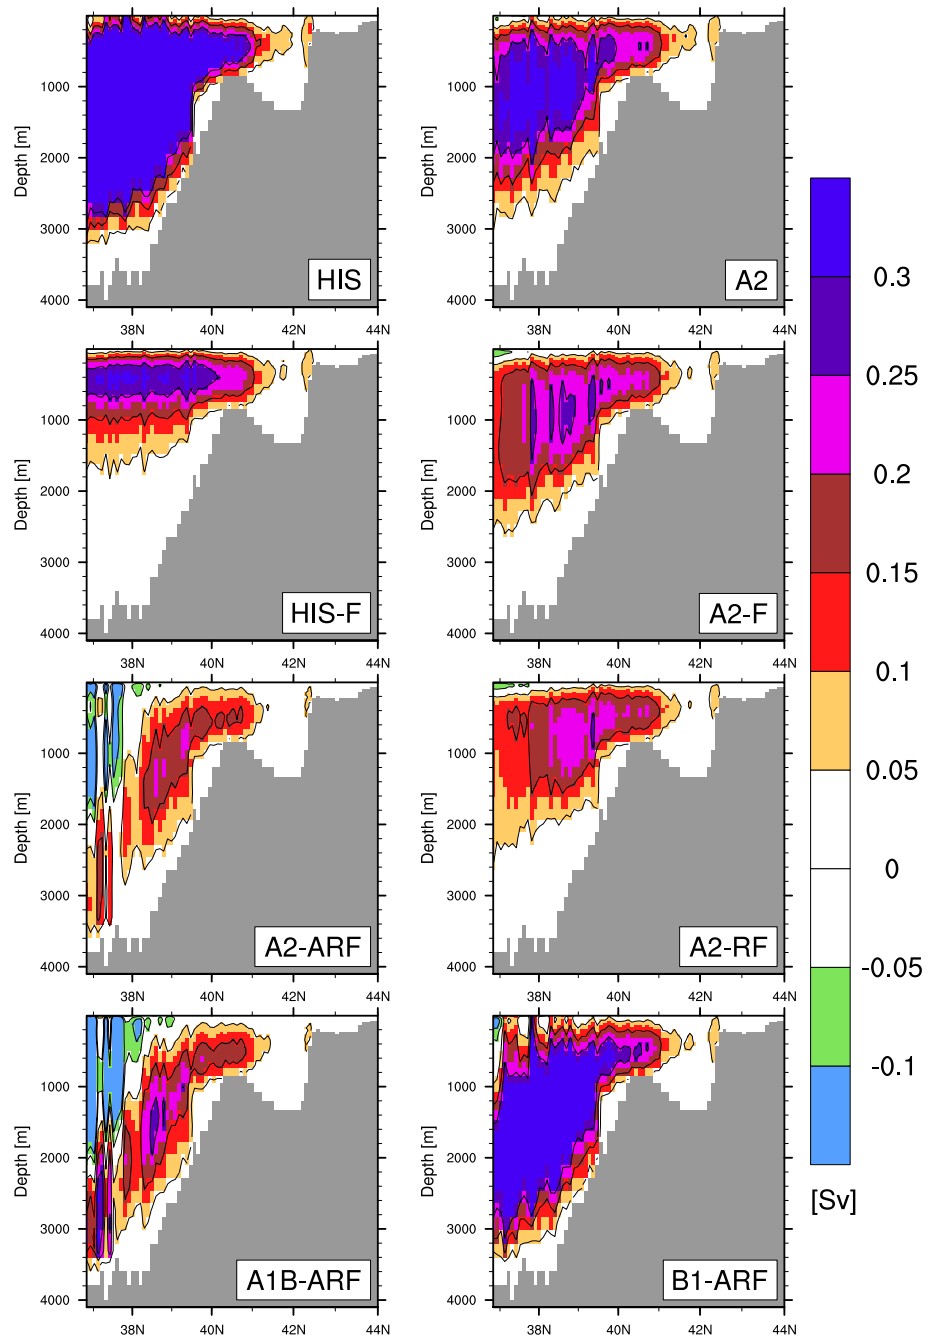 Depth [m]
1000
2000
3000
4000
HIS
38N
40N
42N
44N
Depth [m]
1000
2000
3000
4000
A2
38N
40N
42N
44N
Depth [m]
1000
2000
3000
4000
HIS-F
38N
40N
42N
44N
Depth [m]
1000
2000
3000
4000
A2-F
38N
40N
42N
44N
Depth [m]
1000
2000
3000
4000
A2-ARF
38N
40N
42N
44N
Depth [m]
1000
2000
3000
4000
A2-RF
38N
40N
42N
44N
Depth [m]
1000
2000
3000
4000
A1B-ARF
38N
40N
42N
44N
Depth [m]
1000
2000
3000
4000
B1-ARF
38N
40N
42N
44N
0.3
0.25
0.2
0.15
0.1
0.05
0
-0.05
-0.1
[Sv]